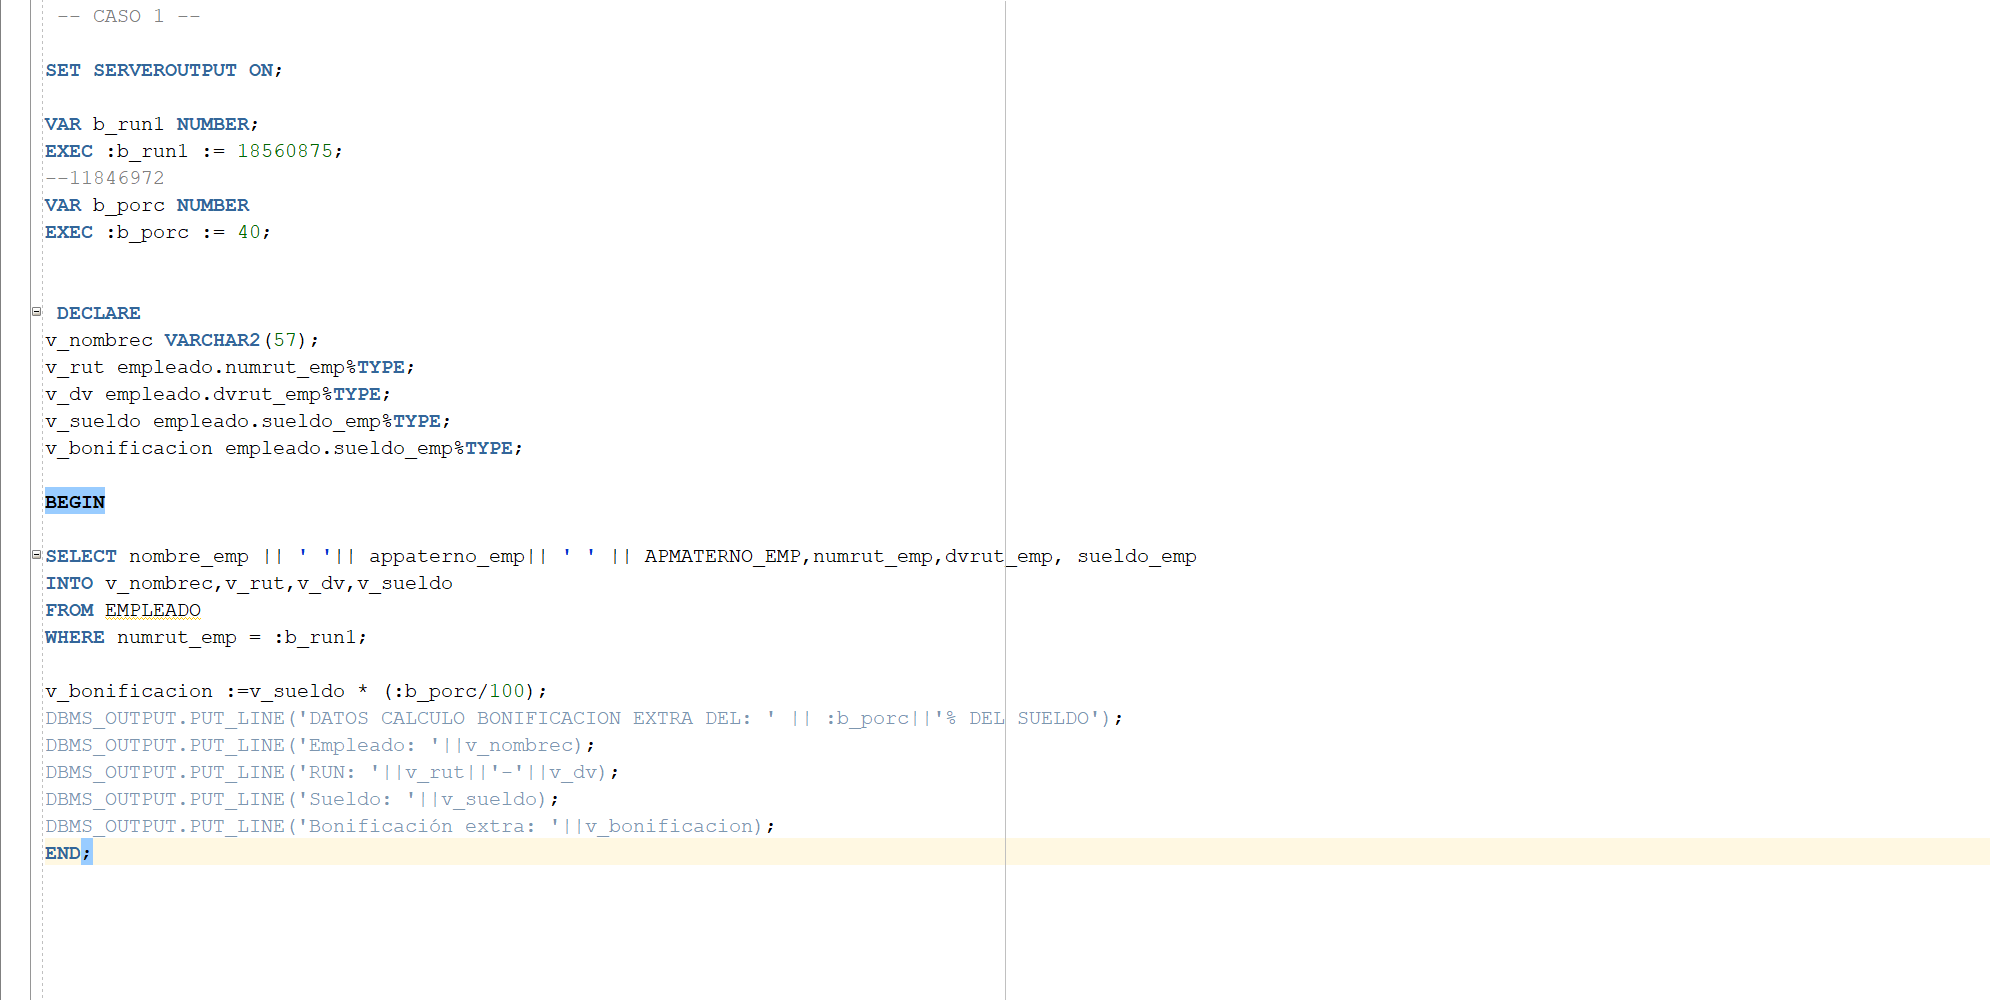 -- CASO 1 --
SET SERVEROUTPUT ON;
VAR b_run1 NUMBER;
EXEC :b_run1 := 18560875;
--11846972
VAR b_porc NUMBER
EXEC :b_porc := 40;
DECLARE
v_nombrec VARCHAR2(57);
v_rut empleado.numrut_emp%TYPE;
v_dv empleado.dvrut_emp%TYPE;
v_sueldo empleado.sueldo_emp%TYPE;
v_bonificacion empleado.sueldo_emp%TYPE;
BEGIN
SELECT nombre_emp || ' '|| appaterno_emp|| ' ' || APMATERNO_EMP,numrut_emp,dvrut_emp, sueldo_emp
INTO v_nombrec,v_rut,v_dv,v_sueldo
FROM EMPLEADO
WHERE numrut_emp = :b_run1;
v_bonificacion :=v_sueldo * (:b_porc/100);
DBMS_OUTPUT.PUT_LINE('DATOS CALCULO BONIFICACION EXTRA DEL: ' || :b_porc||'% DEL SUELDO');
DBMS_OUTPUT.PUT_LINE('Empleado: '||v_nombrec);
DBMS_OUTPUT.PUT_LINE('RUN: '||v_rut||'-'||v_dv);
DBMS_OUTPUT.PUT_LINE('Sueldo: '||v_sueldo);
DBMS_OUTPUT.PUT_LINE('Bonificación extra: '||v_bonificacion);
END;